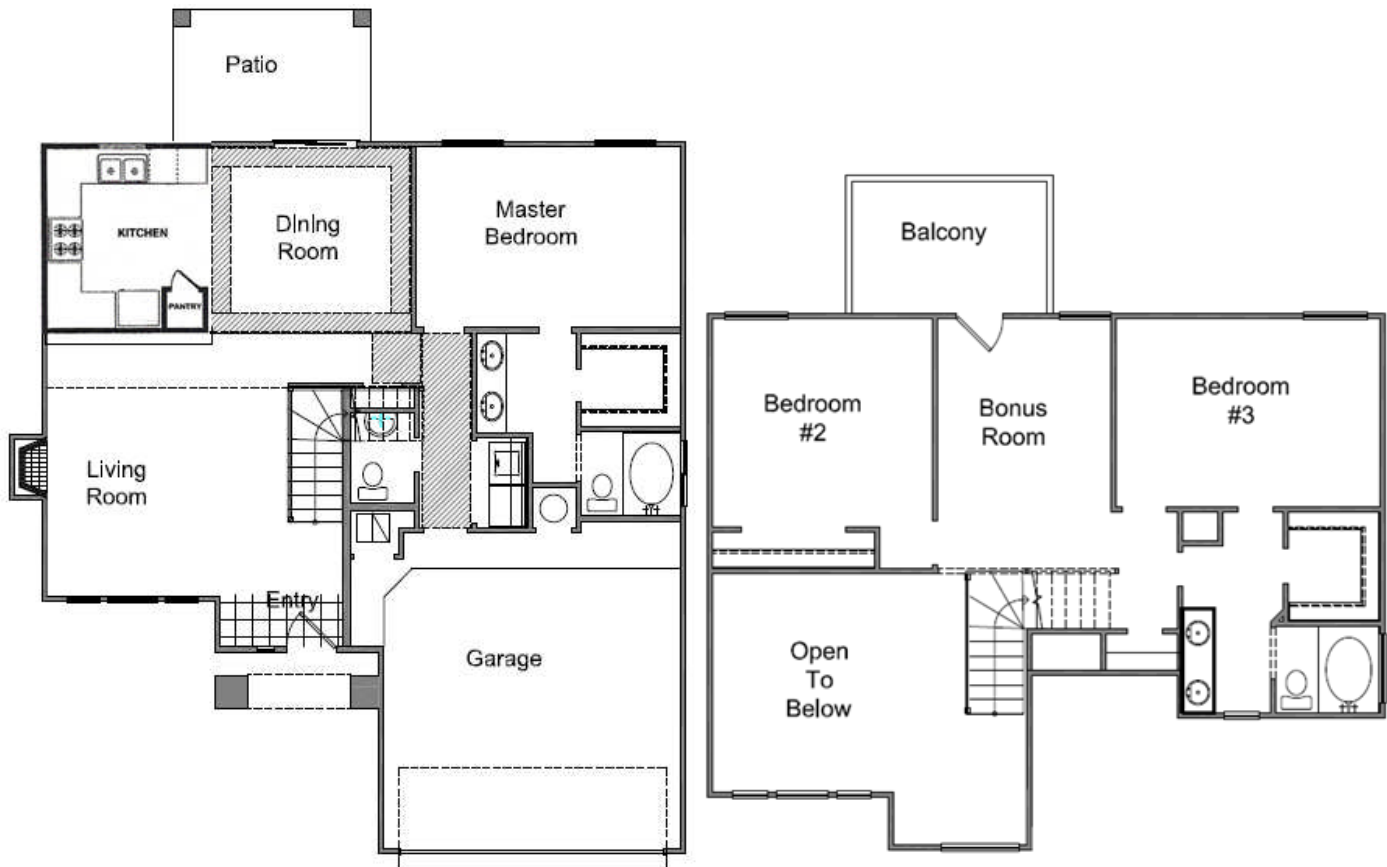 Patio
KITCHEN
PANTRY
Dining
Room
Master
Bedroom
Living
Room
Entry
Garage
Balcony
Bedroom
#2
Bonus
Room
Bedroom
#3
Open
To
Below